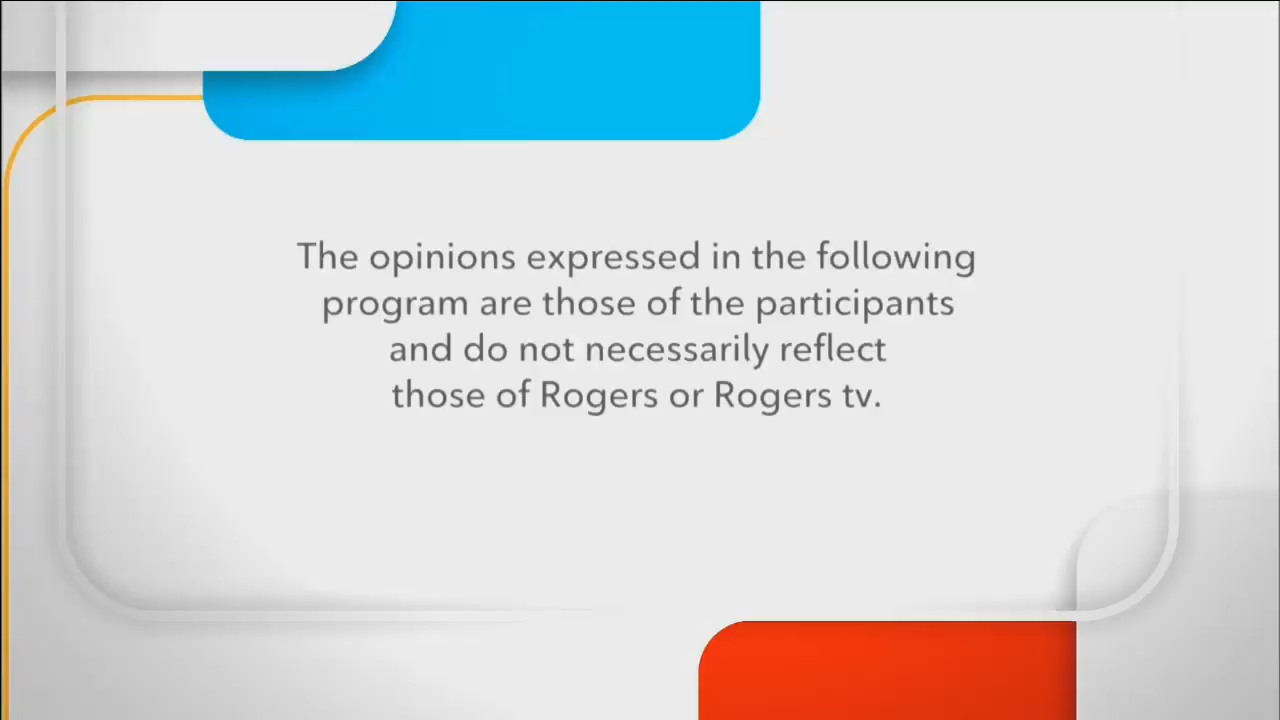 The opinions expressed in the following
program are those of the participants
and do not necessarily reflect
those of Rogers or Rogers tv.